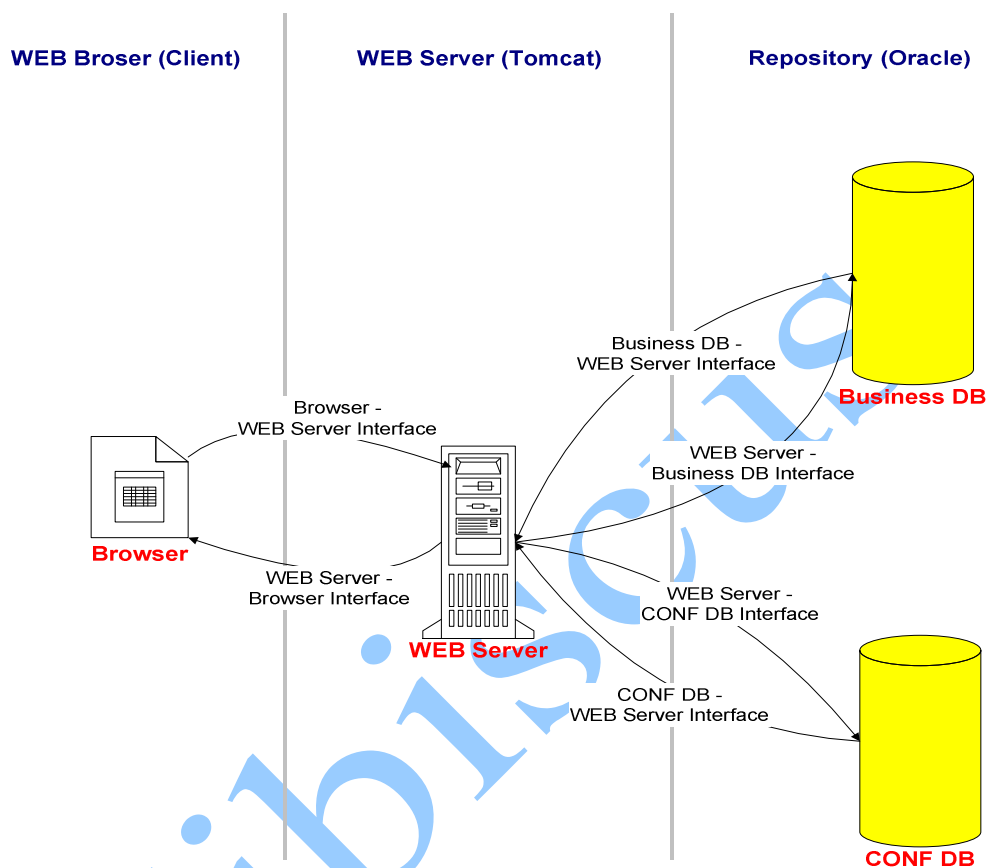 WEB Broser (Client)
WEB Server (Tomcat)
Repository (Oracle)
Business DB -
WEB Server Interface
Business DB
Browser -
WEB Server Interface
WEB Server -
Business DB Interface
Browser
WEB Server -
Browser Interface
WEB Server -
CONF DB Interface
WEB Server
CONF DB -
WEB Server Interface
CONF DB
ibiscus